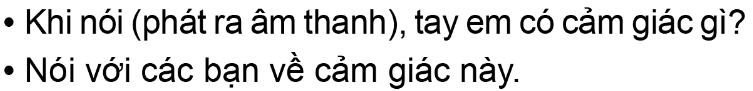 • Khi nói (phát ra âm thanh), tay em có cảm giác gì?
• Nói với các bạn về cảm giác này.